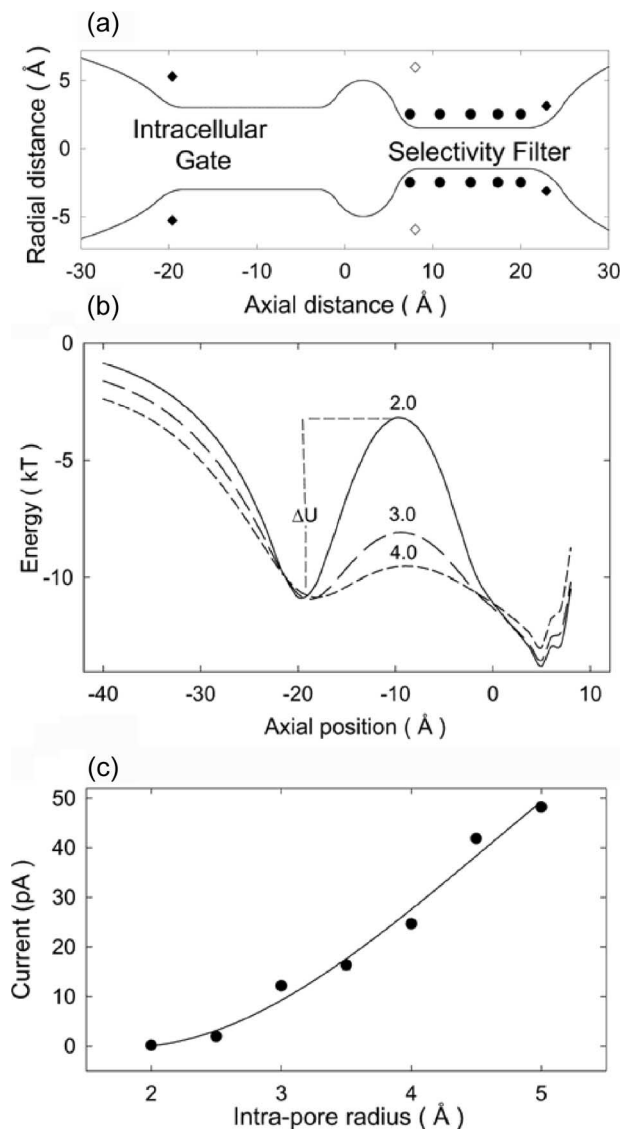 (a)
Radial distance ( Å )
5
0
-5
Intracellular
Gate
Selectivity Filter
-30 -20 -10 0 10 20 30
Axial distance ( Å )
(b)
Energy ( kT )
0
-5
-10
2.0
ΔU
3.0
4.0
-40 -30 -20 -10 0 10
Axial position ( Å )
(c)
Current (pA )
50
40
30
20
10
0
2 3 4 5
Intra-pore radius ( Å )